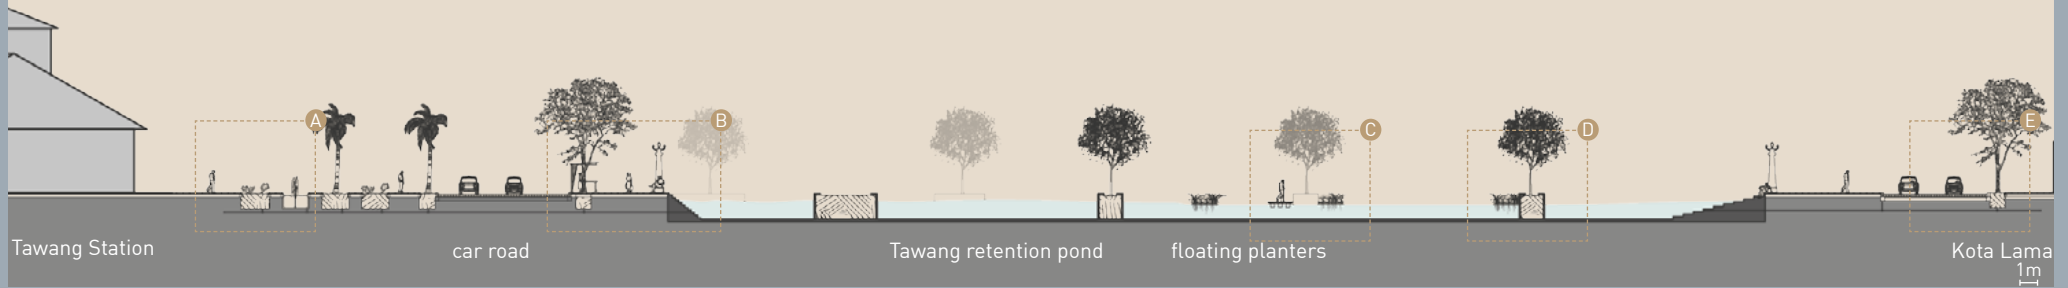 A
B
C
D
E
Tawang Station
car road
Tawang retention pond
floating planters
Kota Lama
1m